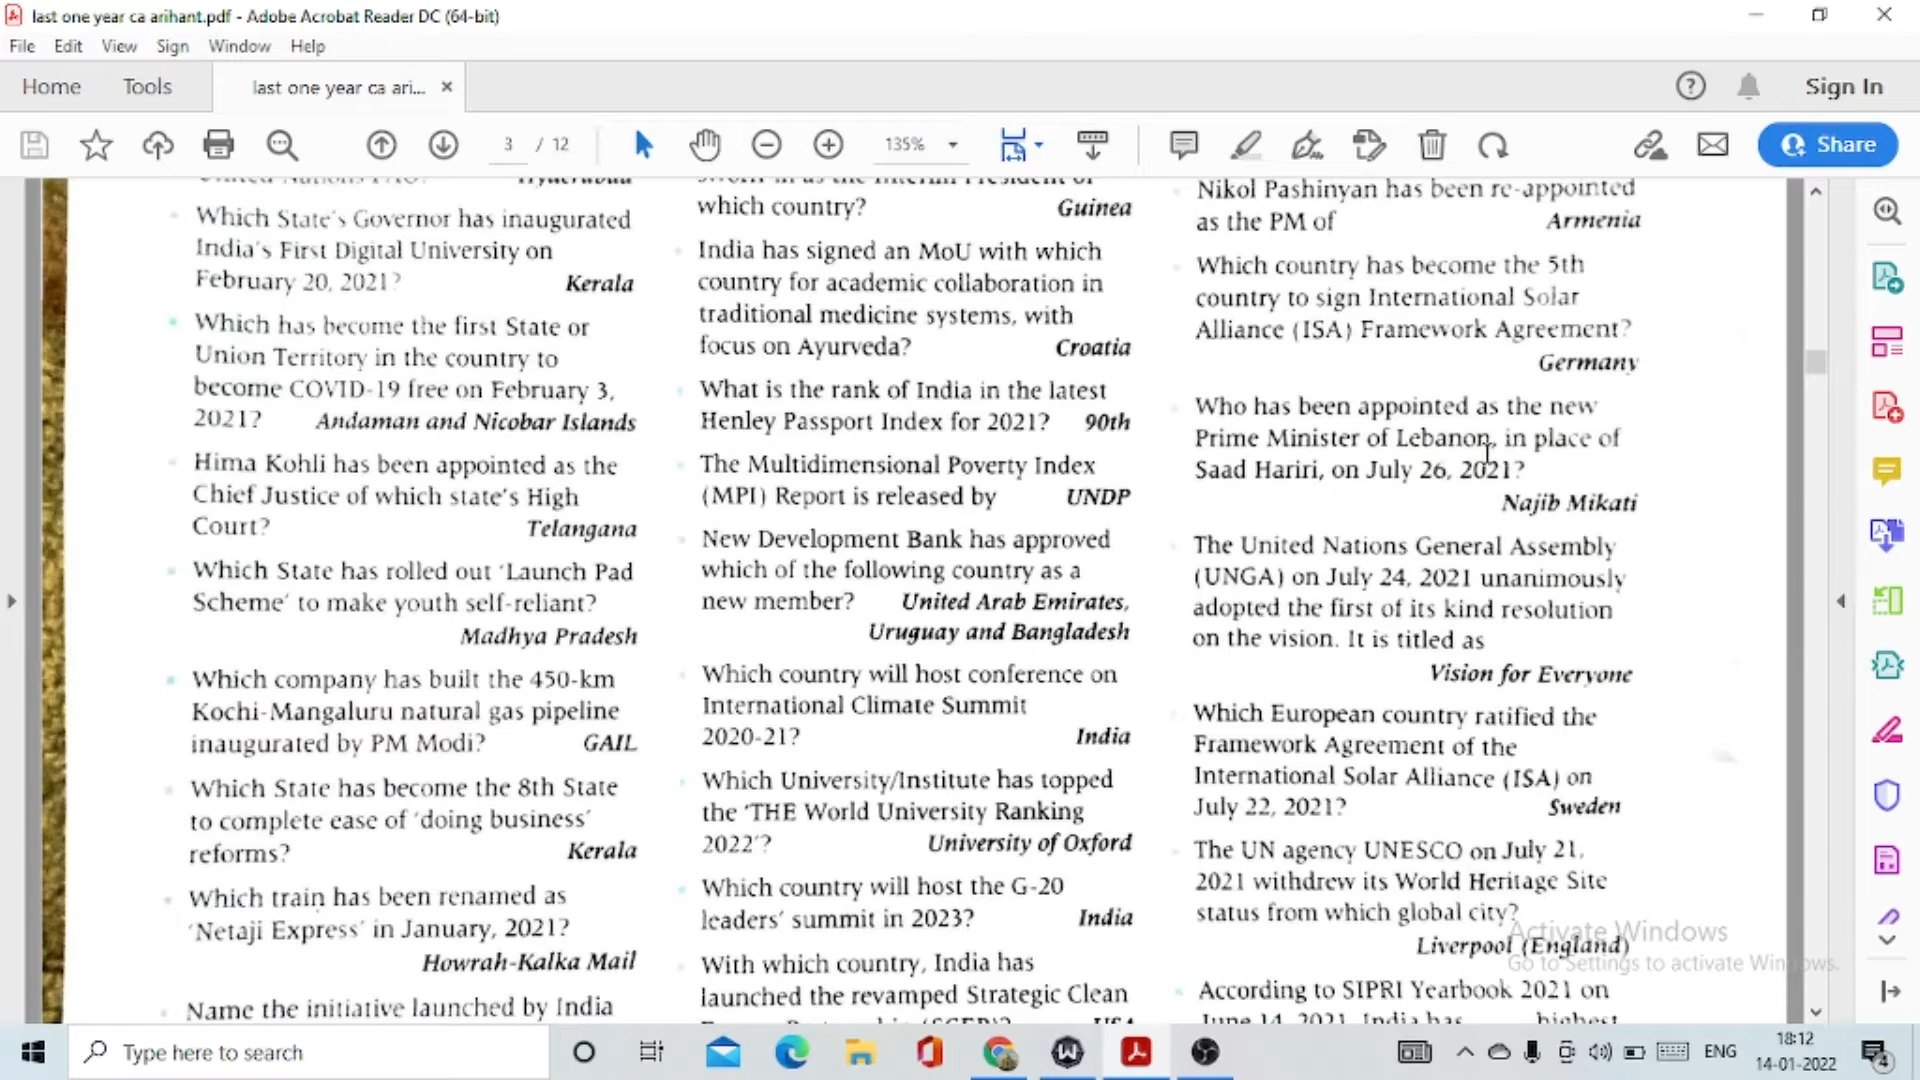 last one year ca arihant.pdf - Adobe Acrobat Reader DC (64-bit)
File Edit View Sign Window Help
Home Tools last one year ca ari... ×
Sign In
3 / 12
135%
Share
Which State's Governor has inaugurated
India's First Digital University on
February 20, 2021? Kerala
Which has become the first State or
Union Territory in the country to
become COVID-19 free on February 3,
2021? Andaman and Nicobar Islands
Hima Kohli has been appointed as the
Chief Justice of which state's High
Court? Telangana
Which State has rolled out 'Launch Pad
Scheme' to make youth self-reliant?
Madhya Pradesh
Which company has built the 450-km
Kochi-Mangaluru natural gas pipeline
inaugurated by PM Modi? GAIL
Which State has become the 8th State
to complete ease of 'doing business'
reforms? Kerala
Which train has been renamed as
'Netaji Express' in January, 2021?
Howrah-Kalka Mail
Name the initiative launched by India
which country? Guinea
India has signed an MoU with which
country for academic collaboration in
traditional medicine systems, with
focus on Ayurveda? Croatia
What is the rank of India in the latest
Henley Passport Index for 2021? 90th
The Multidimensional Poverty Index
(MPI) Report is released by UNDP
New Development Bank has approved
which of the following country as a
new member? United Arab Emirates,
Uruguay and Bangladesh
Which country will host conference on
International Climate Summit
2020-21? India
Which University/Institute has topped
the 'THE World University Ranking
2022'? University of Oxford
Which country will host the G-20
leaders' summit in 2023? India
With which country, India has
launched the revamped Strategic Clean
Nikol Pashinyan has been re-appointed
as the PM of Armenia
Which country has become the 5th
country to sign International Solar
Alliance (ISA) Framework Agreement?
Germany
Who has been appointed as the new
Prime Minister of Lebanon, in place of
Saad Hariri, on July 26, 2021?
Najib Mikati
The United Nations General Assembly
(UNGA) on July 24, 2021 unanimously
adopted the first of its kind resolution
on the vision. It is titled as
Vision for Everyone
Which European country ratified the
Framework Agreement of the
International Solar Alliance (ISA) on
July 22, 2021? Sweden
The UN agency UNESCO on July 21,
2021 withdrew its World Heritage Site
status from which global city?
Liverpool (England)
According to SIPRI Yearbook 2021 on
Activate Windows
Go to Settings to activate Windows.
Type here to search
ENG
18:12
14-01-2022
4